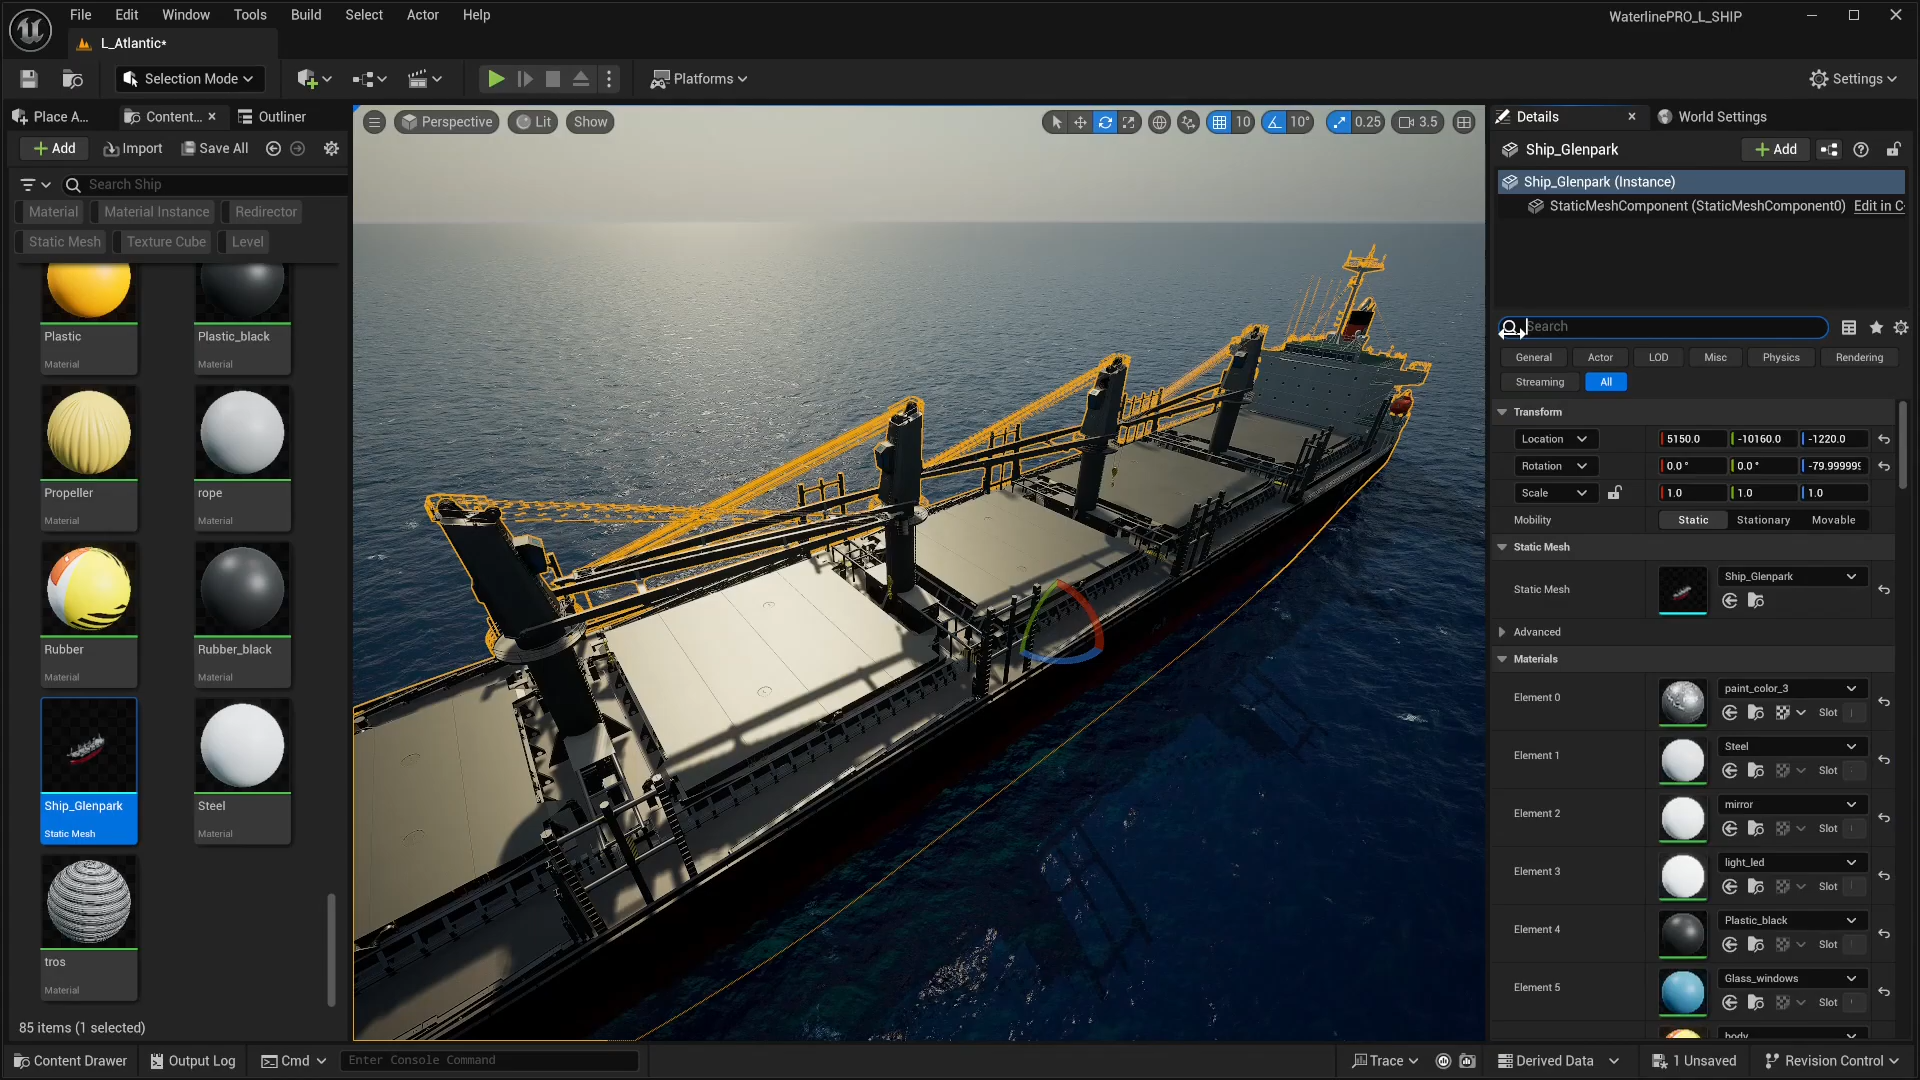 File Edit Window Tools Build Select Actor Help
WaterlinePRO_L_SHIP
L_Atlantic*
Selection Mode
Platforms
Settings
Place A...
Content...
Outliner
Add
Import
Save All
Search Ship
Material
Material Instance
Redirector
Static Mesh
Texture Cube
Level
Plastic
Material
Plastic_black
Material
Propeller
Material
rope
Material
Rubber
Material
Rubber_black
Material
Ship_Glenpark
Static Mesh
Steel
Material
tros
Material
85 items (1 selected)
Perspective
Lit
Show
10
10°
0.25
3.5
Details
World Settings
Ship_Glenpark
Add
Ship_Glenpark (Instance)
StaticMeshComponent (StaticMeshComponent0)
Edit in C
Search
General
Actor
LOD
Misc
Physics
Rendering
Streaming
All
Transform
Location 5150.0 -10160.0 -1220.0
Rotation 0.0 ° 0.0 ° -79.999999
Scale 1.0 1.0 1.0
Mobility Static Stationary Movable
Static Mesh
Static Mesh Ship_Glenpark
Advanced
Materials
Element 0 paint_color_3
Slot
Element 1 Steel
Slot
Element 2 mirror
Slot
Element 3 light_led
Slot
Element 4 Plastic_black
Slot
Element 5 Glass_windows
Slot
body
Content Drawer
Output Log
Cmd
Enter Console Command
Trace
Derived Data
1 Unsaved
Revision Control